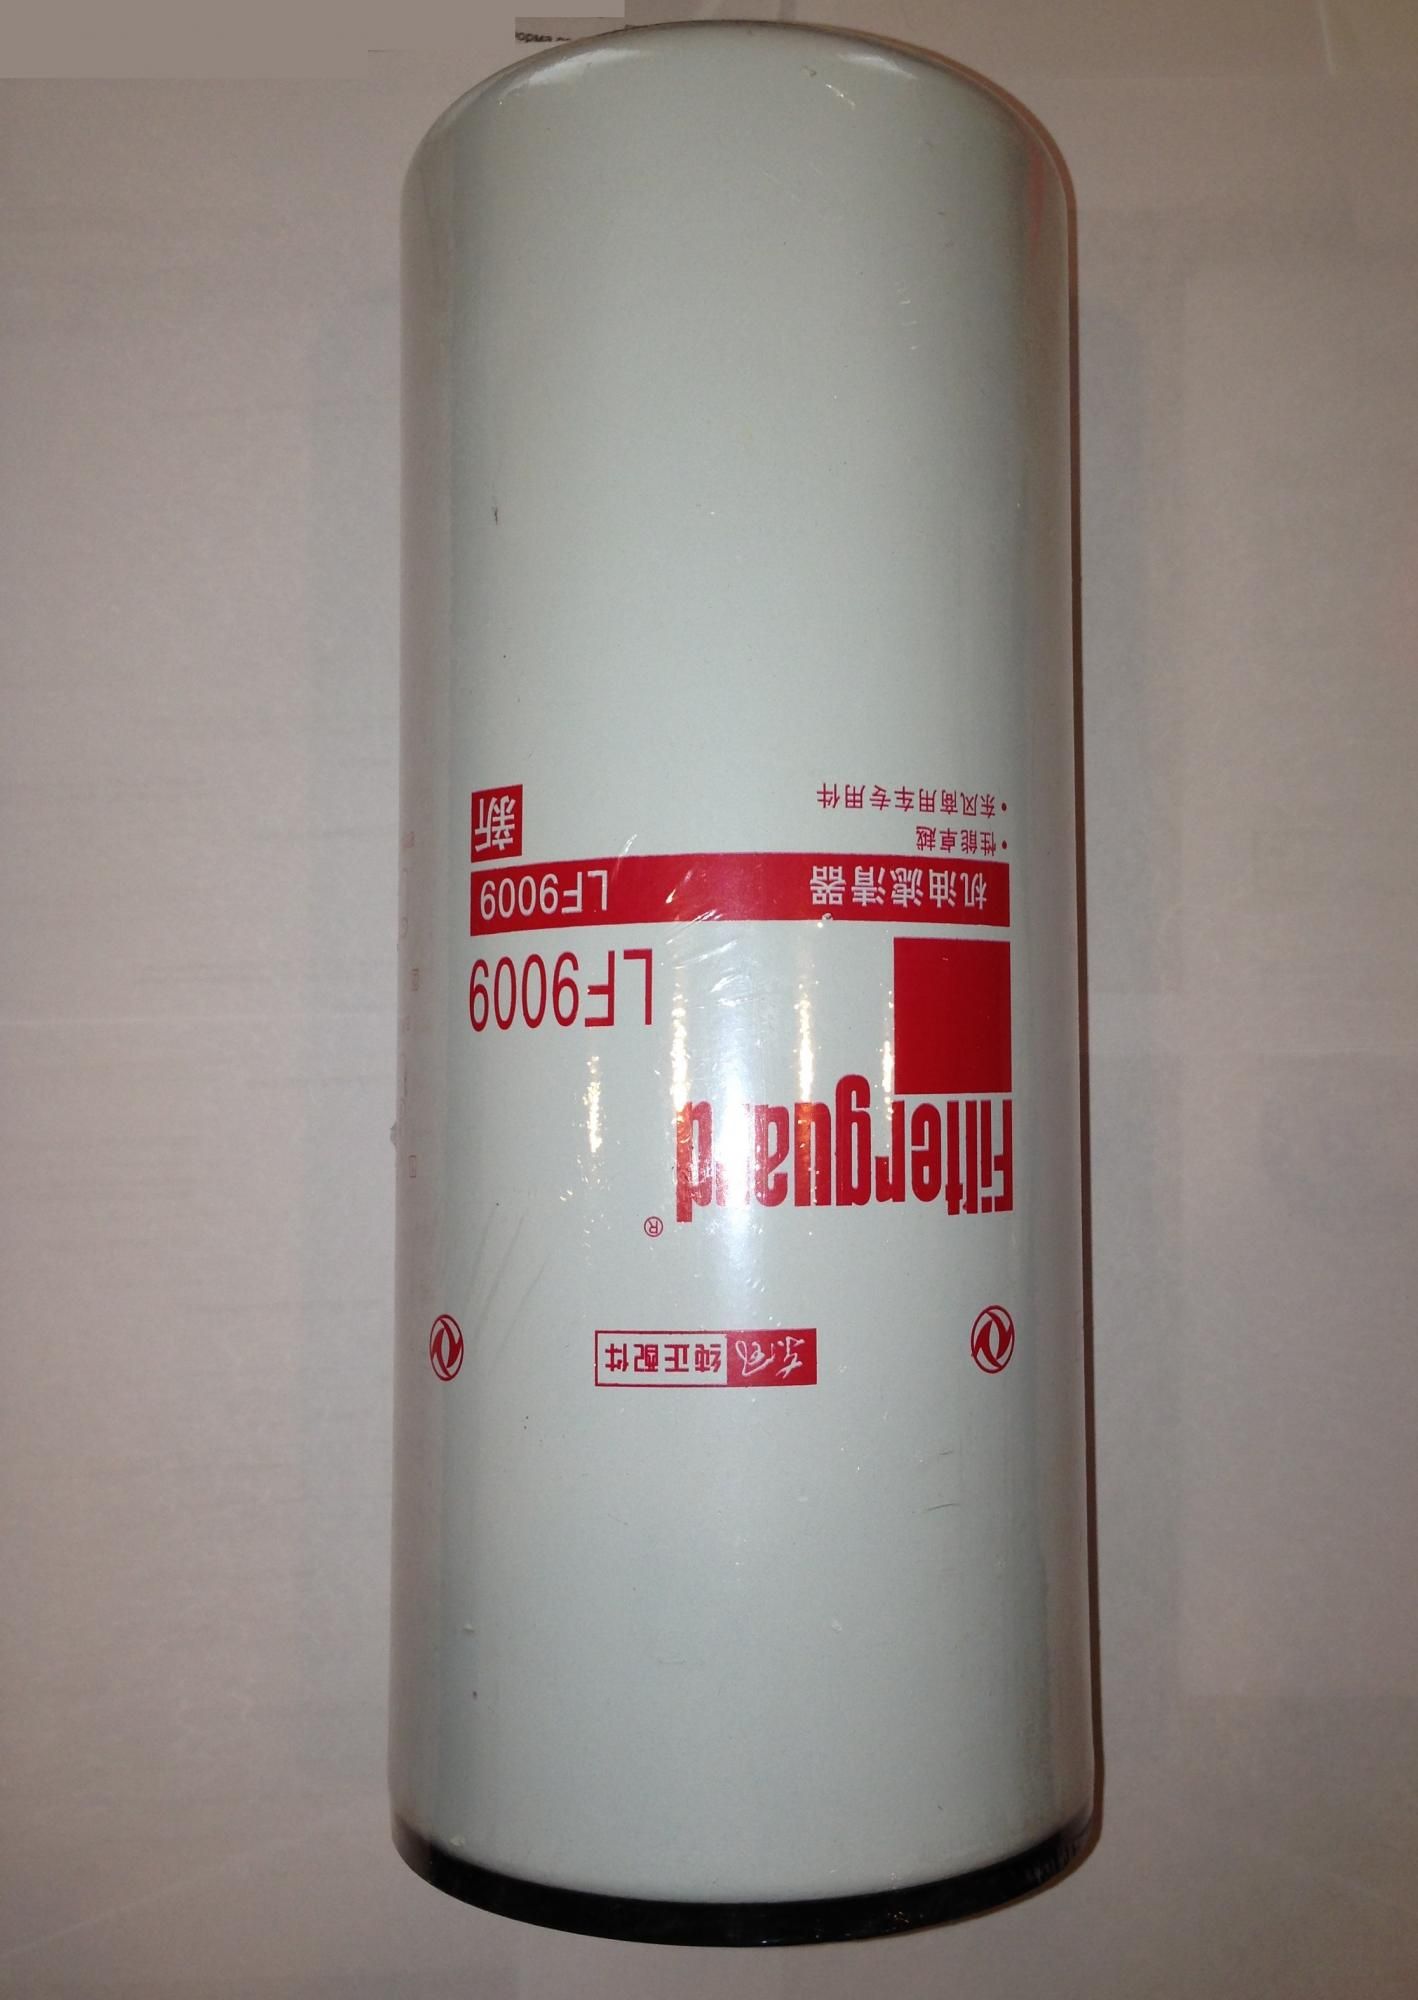 东风 纯正配件
Filterguard®
LF9009
机油滤清器 LF9009
• 性能卓越
• 东风商用车专用件
新